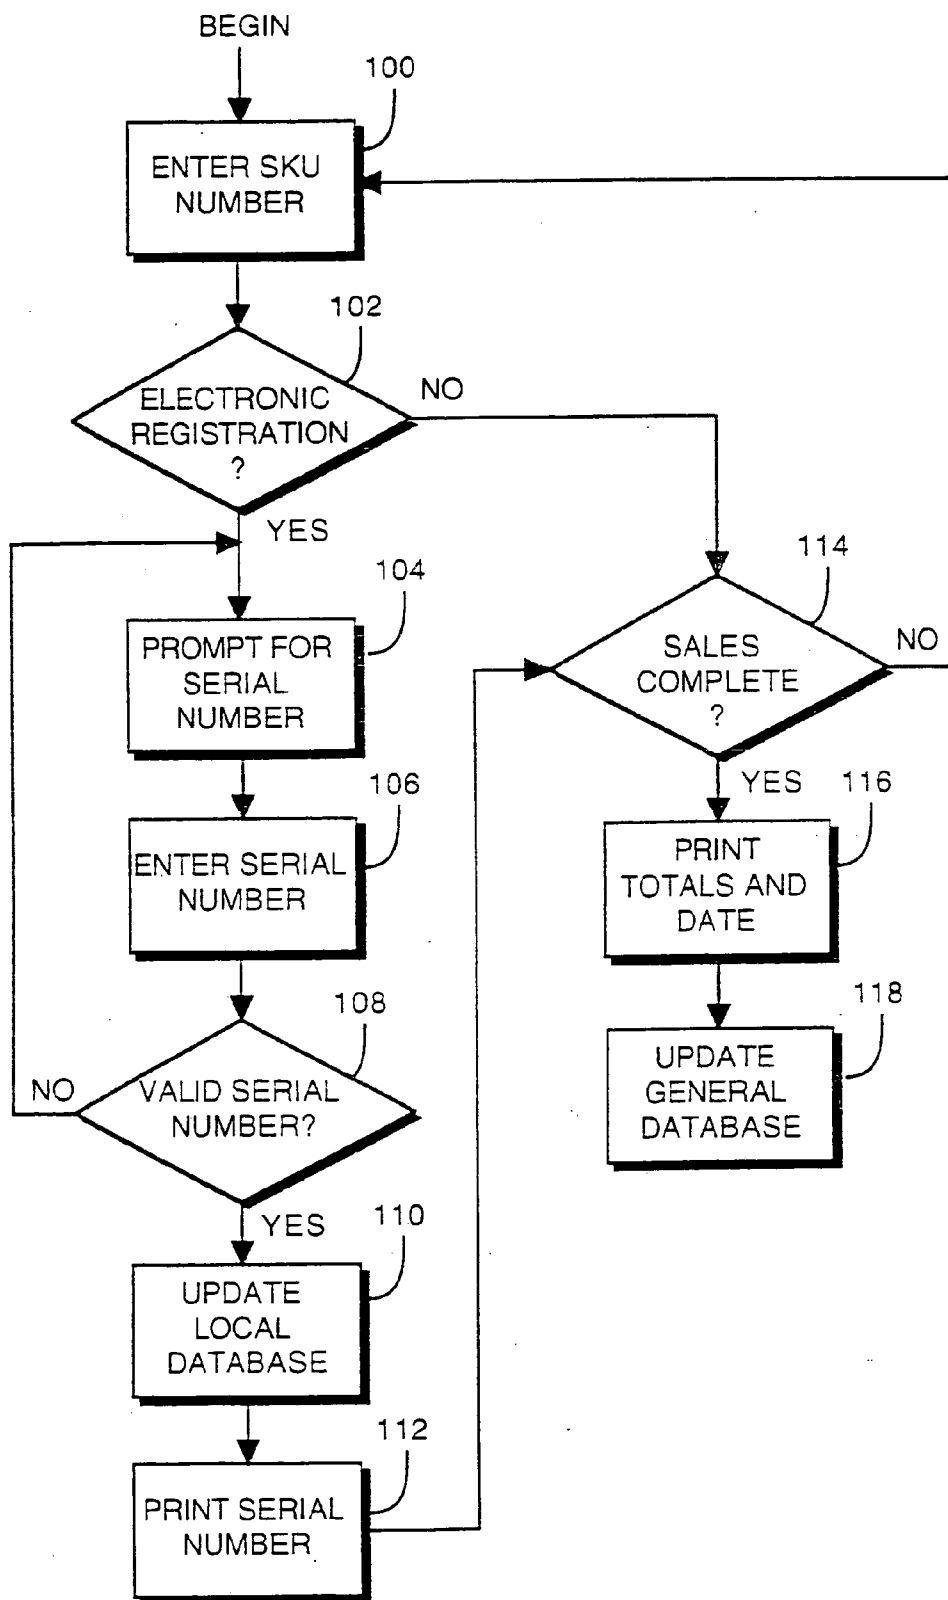 BEGIN
100
ENTER SKU
NUMBER
102
ELECTRONIC
REGISTRATION
?
NO
YES
104
PROMPT FOR
SERIAL
NUMBER
114
SALES
COMPLETE
?
NO
YES
106
ENTER SERIAL
NUMBER
116
PRINT
TOTALS AND
DATE
108
VALID SERIAL
NUMBER?
NO
YES
118
UPDATE
GENERAL
DATABASE
110
UPDATE
LOCAL
DATABASE
112
PRINT SERIAL
NUMBER